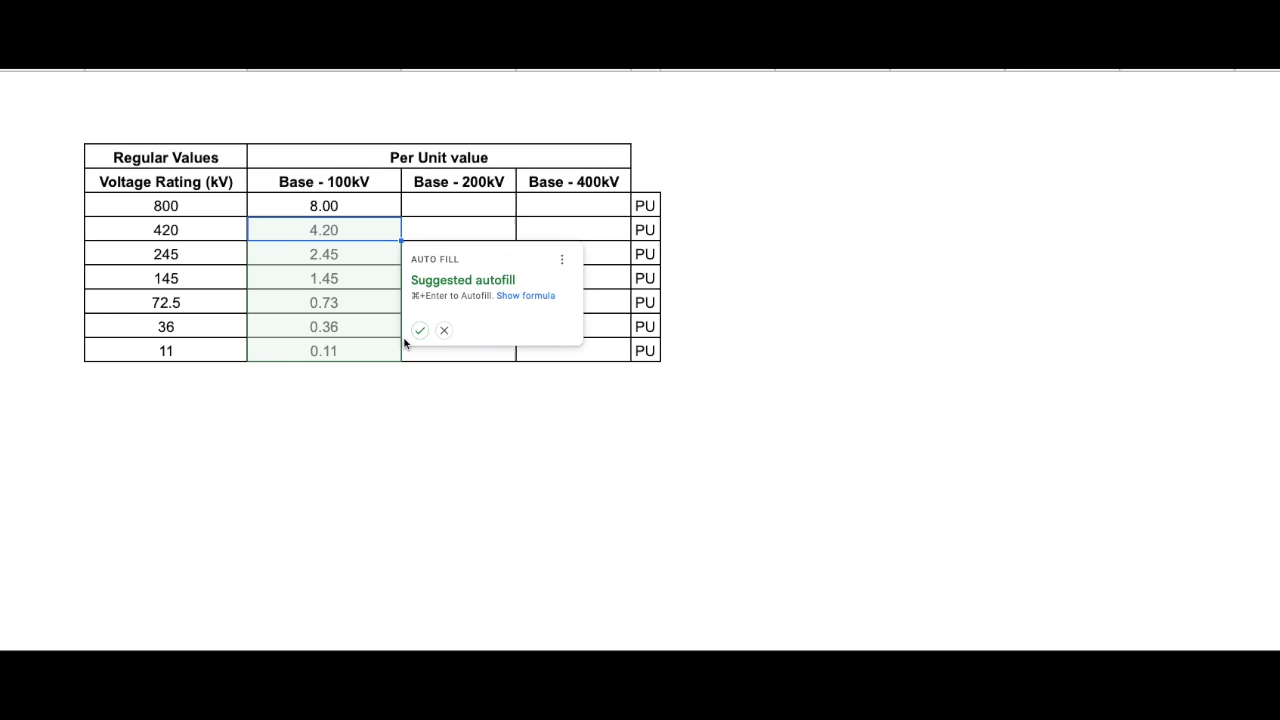 Regular Values Per Unit value
Voltage Rating (kV) Base - 100kV Base - 200kV Base - 400kV
800 8.00 PU
420 4.20 PU
245 2.45 PU
145 1.45 PU
72.5 0.73 PU
36 0.36 PU
11 0.11 PU
AUTO FILL
Suggested autofill
⌘+Enter to Autofill. Show formula